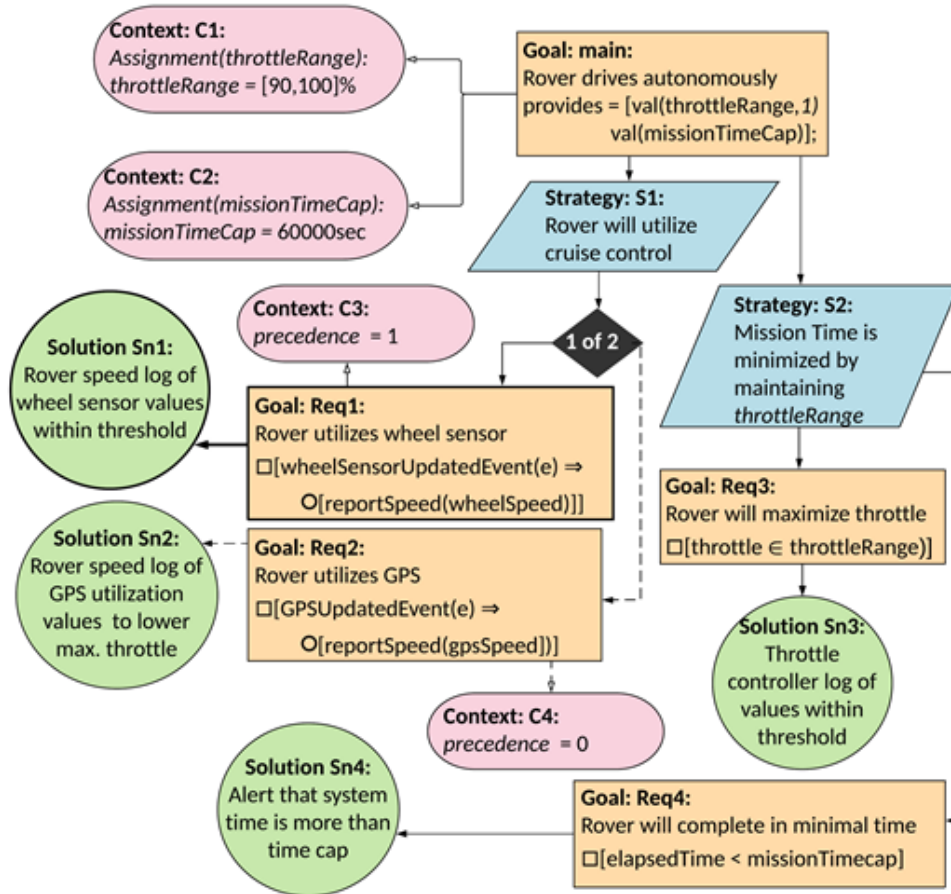 Context: C1:
Assignment(throttleRange):
throttleRange = [90,100]%
Goal: main:
Rover drives autonomously
provides = [val(throttleRange,1)
val(missionTimeCap)];
Context: C2:
Assignment(missionTimeCap):
missionTimeCap = 60000sec
Strategy: S1:
Rover will utilize
cruise control
Context: C3:
precedence = 1
1 of 2
Strategy: S2:
Mission Time is
minimized by
maintaining
throttleRange
Solution Sn1:
Rover speed log of
wheel sensor values
within threshold
Goal: Req1:
Rover utilizes wheel sensor
□[wheelSensorUpdatedEvent(e) ⇒
O[reportSpeed(wheelSpeed)]]
Goal: Req3:
Rover will maximize throttle
□[throttle ∈ throttleRange)]
Solution Sn2:
Rover speed log of
GPS utilization
values to lower
max. throttle
Goal: Req2:
Rover utilizes GPS
□[GPSUpdatedEvent(e) ⇒
O[reportSpeed(gpsSpeed])]
Solution Sn3:
Throttle
controller log of
values within
threshold
Context: C4:
precedence = 0
Solution Sn4:
Alert that system
time is more than
time cap
Goal: Req4:
Rover will complete in minimal time
□[elapsedTime < missionTimecap]